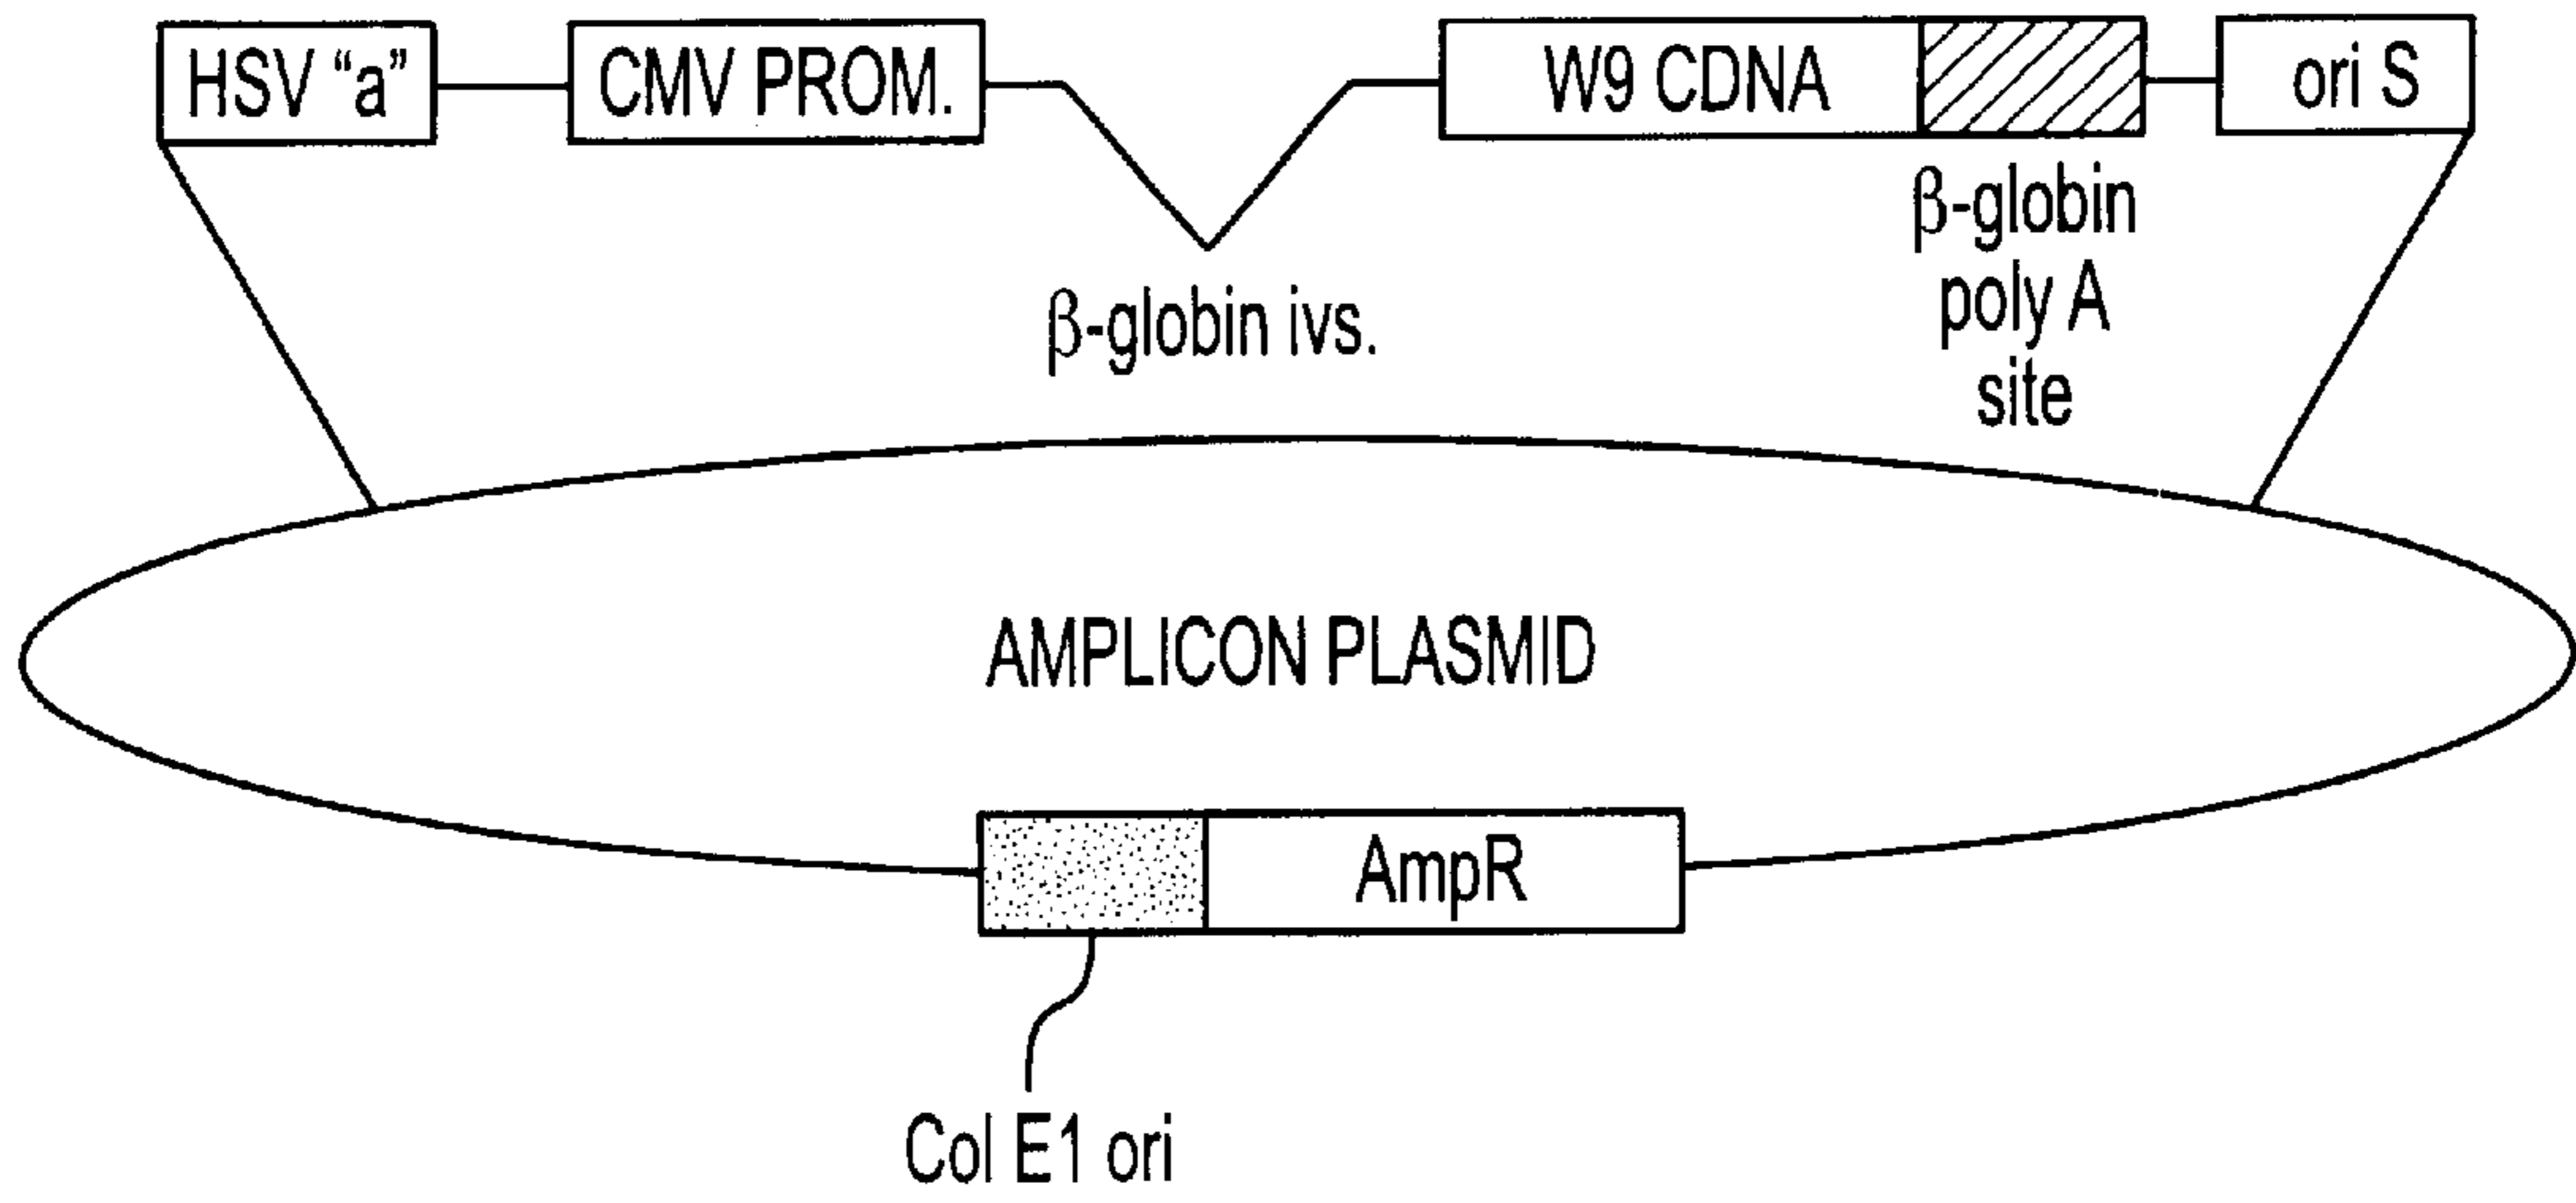 HSV “a”
CMV PROM.
W9 CDNA
ori S
β-globin ivs.
β-globin
poly A
site
AMPLICON PLASMID
AmpR
Col E1 ori